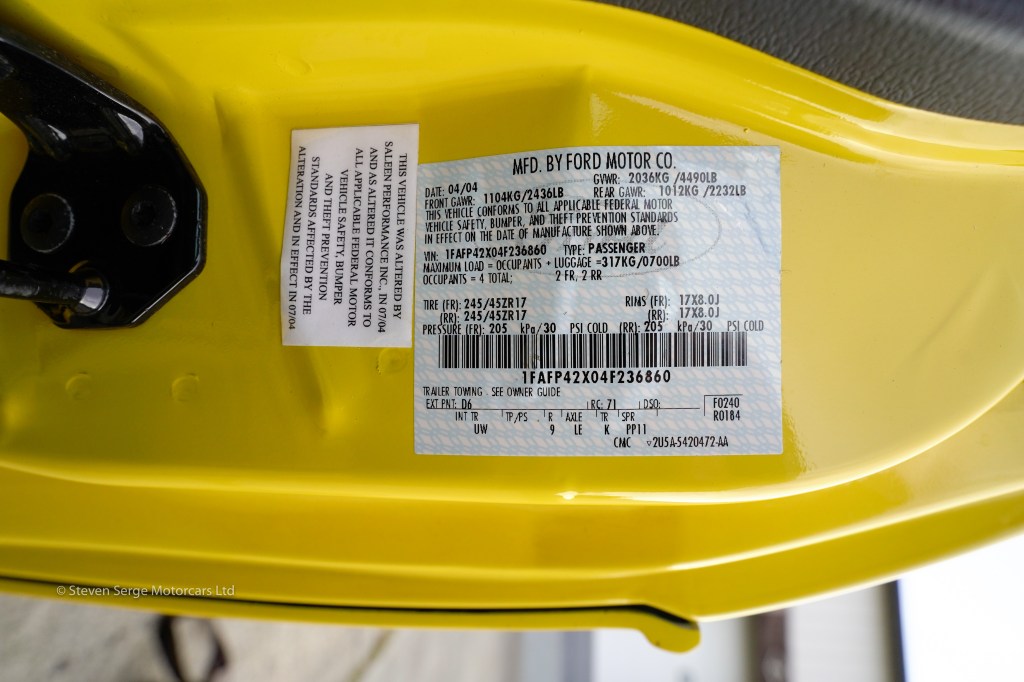 THIS VEHICLE WAS ALTERED BY
SALEEN PERFORMANCE INC., IN 07/04
AND AS ALTERED IT CONFORMS TO
ALL APPLICABLE FEDERAL MOTOR
VEHICLE SAFETY, BUMPER
AND THEFT PREVENTION
STANDARDS AFFECTED BY THE
ALTERATION AND IN EFFECT IN 07/04
MFD. BY FORD MOTOR CO.
DATE: 04/04 GVWR: 2036KG /4490LB
FRONT GAWR: 1104KG/2436LB REAR GAWR: 1012KG /2232LB
THIS VEHICLE CONFORMS TO ALL APPLICABLE FEDERAL MOTOR
VEHICLE SAFETY, BUMPER, AND THEFT PREVENTION STANDARDS
IN EFFECT ON THE DATE OF MANUFACTURE SHOWN ABOVE.
VIN: 1FAFP42X04F236860 TYPE: PASSENGER
MAXIMUM LOAD = OCCUPANTS + LUGGAGE =317KG/0700LB
OCCUPANTS = 4 TOTAL; 2 FR, 2 RR
TIRE (FR): 245/45ZR17 RIMS (FR): 17X8.0J
(RR): 245/45ZR17 (RR): 17X8.0J
PRESSURE (FR): 205 kPa/30 PSI COLD (RR): 205 kPa/30 PSI COLD
1FAFP42X04F236860
TRAILER TOWING - SEE OWNER GUIDE
EXT PNT: D6 RC: 71 DSO: F0240
INT TR TP/PS R AXLE TR SPR R0184
UW 9 LE K PP11
CMC 2U5A-5420472-AA
© Steven Serge Motorcars Ltd